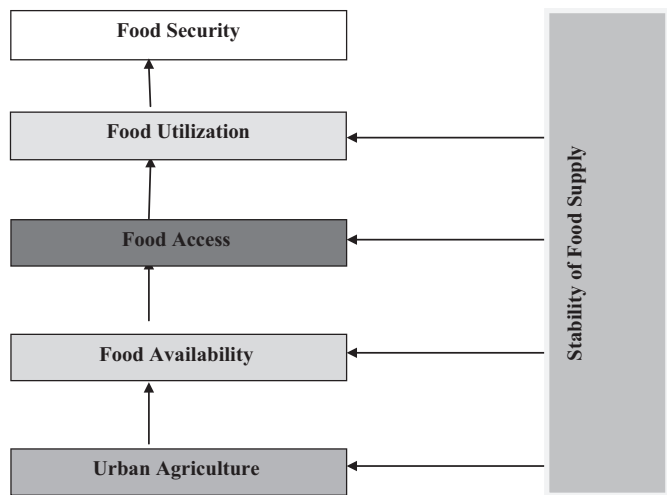 Food Security
Food Utilization
Food Access
Food Availability
Urban Agriculture
Stability of Food Supply